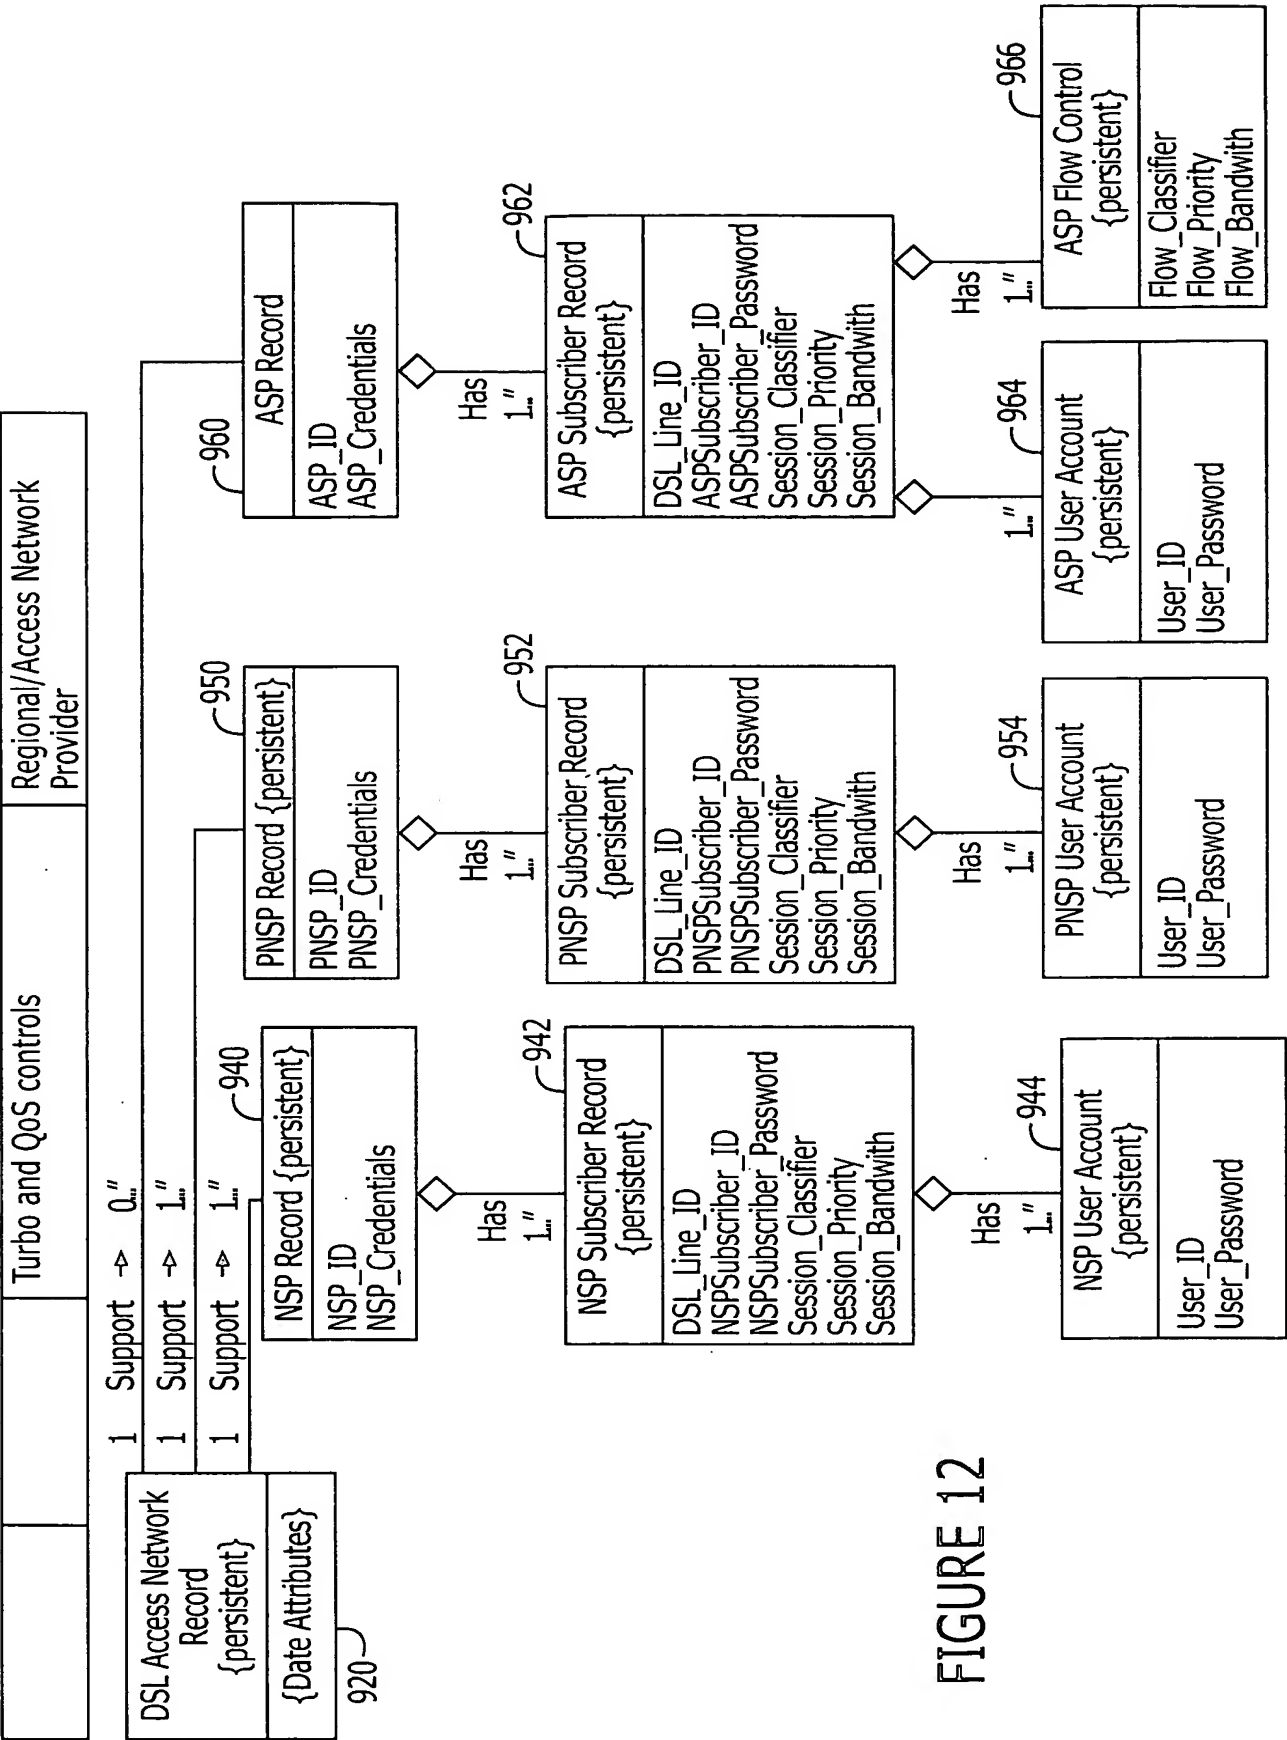 Turbo and QoS controls
Regional/Access Network
Provider
DSL Access Network
Record
{persistent}
{Date Attributes}
920
1 Support -> 0.."
1 Support -> 1.."
1 Support -> 1.."
940
NSP Record {persistent}
NSP_ID
NSP_Credentials
Has
1.."
942
NSP Subscriber Record
{persistent}
DSL_Line_ID
NSPSubscriber_ID
NSPSubscriber_Password
Session_Classifier
Session_Priority
Session_Bandwith
Has
1.."
944
NSP User Account
{persistent}
User_ID
User_Password
950
PNSP Record {persistent}
PNSP_ID
PNSP_Credentials
Has
1.."
952
PNSP Subscriber Record
{persistent}
DSL_Line_ID
PNSPSubscriber_ID
PNSPSubscriber_Password
Session_Classifier
Session_Priority
Session_Bandwith
Has
1.."
954
PNSP User Account
{persistent}
User_ID
User_Password
960
ASP Record
ASP_ID
ASP_Credentials
Has
1.."
962
ASP Subscriber Record
{persistent}
DSL_Line_ID
ASPSubscriber_ID
ASPSubscriber_Password
Session_Classifier
Session_Priority
Session_Bandwith
1.."
964
ASP User Account
{persistent}
User_ID
User_Password
Has
1.."
966
ASP Flow Control
{persistent}
Flow_Classifier
Flow_Priority
Flow_Bandwith
FIGURE 12